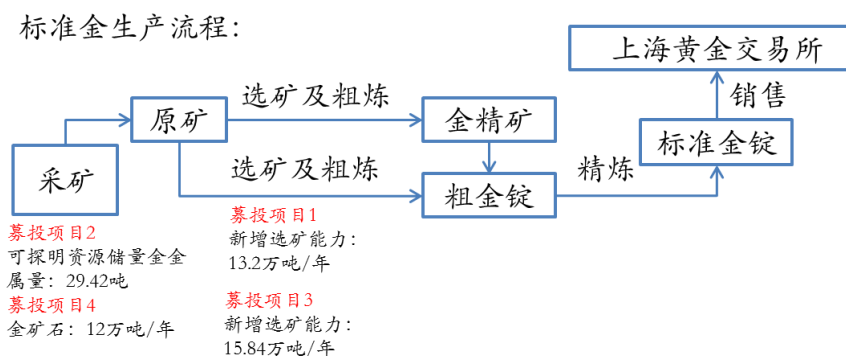 标准金生产流程：
上海黄金交易所
销售
选矿及粗炼
原矿
金精矿
标准金锭
采矿
选矿及粗炼
粗金锭
精炼
募投项目2
可探明资源储量金金
属量：29.42吨
募投项目4
金矿石：12万吨/年
募投项目1
新增选矿能力：
13.2万吨/年
募投项目3
新增选矿能力：
15.84万吨/年